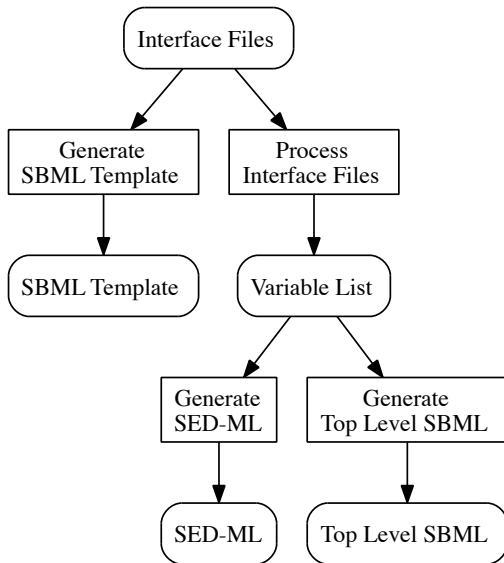 Interface Files
Generate
SBML Template
Process
Interface Files
SBML Template
Variable List
Generate
SED-ML
Generate
Top Level SBML
SED-ML
Top Level SBML